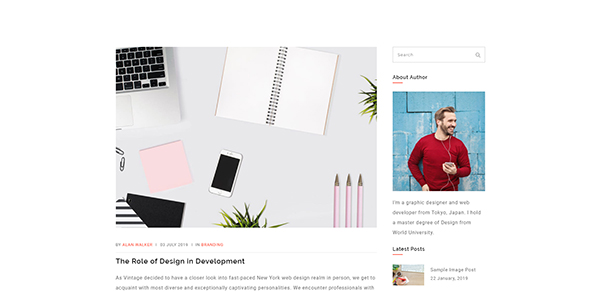 Search
About Author
I'm a graphic designer and web
developer from Tokyo, Japan. I hold
a master degree of Design from
World University.
Latest Posts
Sample Image Post
22 January, 2019
BY ALAN WALKER | 03 JULY 2019 | IN BRANDING
The Role of Design in Development
As Vintage decided to have a closer look into fast-paced New York web design realm in person, we get to
acquaint with most diverse and exceptionally captivating personalities. We encounter professionals with